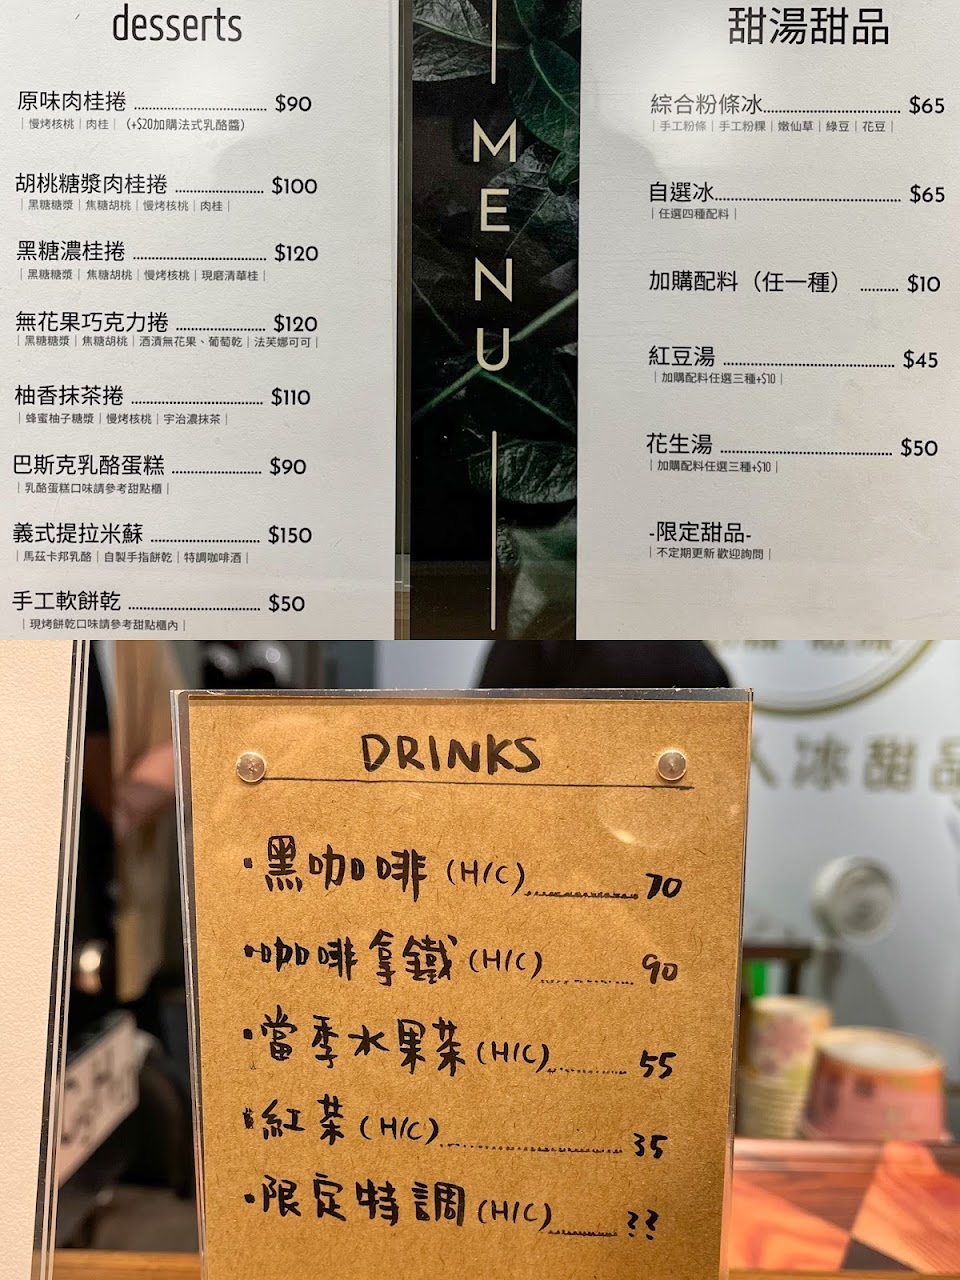 desserts
原味肉桂捲 $90
｜慢烤核桃｜肉桂｜（+$20加購法式乳酪醬）
胡桃糖漿肉桂捲 $100
｜黑糖糖漿｜焦糖胡桃｜慢烤核桃｜肉桂｜
黑糖濃桂捲 $120
｜黑糖糖漿｜焦糖胡桃｜慢烤核桃｜現磨清華桂｜
無花果巧克力捲 $120
｜黑糖糖漿｜焦糖胡桃｜酒漬無花果、葡萄乾｜法芙娜可可｜
柚香抹茶捲 $110
｜蜂蜜柚子糖漿｜慢烤核桃｜宇治濃抹茶｜
巴斯克乳酪蛋糕 $90
｜乳酪蛋糕口味請參考甜點櫃｜
義式提拉米蘇 $150
｜馬茲卡邦乳酪｜自製手指餅乾｜特調咖啡酒｜
手工軟餅乾 $50
｜現烤餅乾口味請參考甜點櫃內｜
MENU
甜湯甜品
綜合粉條冰 $65
｜手工粉條｜手工粉粿｜嫩仙草｜綠豆｜花豆｜
自選冰 $65
｜任選四種配料｜
加購配料（任一種） $10
紅豆湯 $45
｜加購配料任選三種+$10｜
花生湯 $50
｜加購配料任選三種+$10｜
-限定甜品-
｜不定期更新 歡迎詢問｜
DRINKS
·黑咖啡 (H/C) 70
·咖啡拿鐵 (H/C) 90
·當季水果茶 (H/C) 55
·紅茶 (H/C) 35
·限定特調 (H/C) ??
人冰甜品